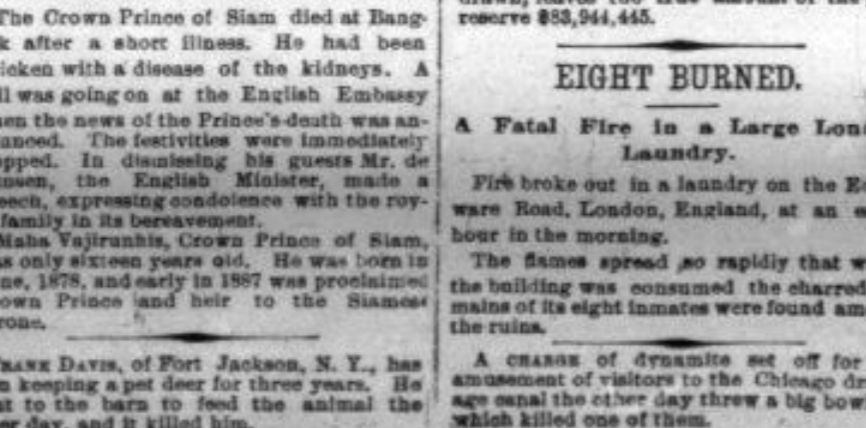 The Crown Prince of Siam died at Bang-
k after a short illness. He had been
icken with a disease of the kidneys. A
ll was going on at the English Embassy
en the news of the Prince's death was an-
anced. The festivities were immediately
opped. In dismissing his guests Mr. de
nsen, the English Minister, made a
eech, expressing condolence with the roy-
family in its bereavement.
Maha Vajirunhis, Crown Prince of Siam,
as only sixteen years old. He was born in
ne, 1878, and early in 1887 was proclaimed
own Prince and heir to the Siamese
rone.
RANK DAVIS, of Fort Jackson, N. Y., has
n keeping a pet deer for three years. He
nt to the barn to feed the animal the
er day, and it killed him.
reserve $83,944,445.
EIGHT BURNED.
A Fatal Fire in a Large Lon
Laundry.
Fire broke out in a laundry on the E
ware Road, London, England, at an e
hour in the morning.
The flames spread so rapidly that w
the building was consumed the charred
mains of its eight inmates were found am
the ruins.
A CHARGE of dynamite set off for
amusement of visitors to the Chicago dr
age canal the other day threw a big bow
which killed one of them.